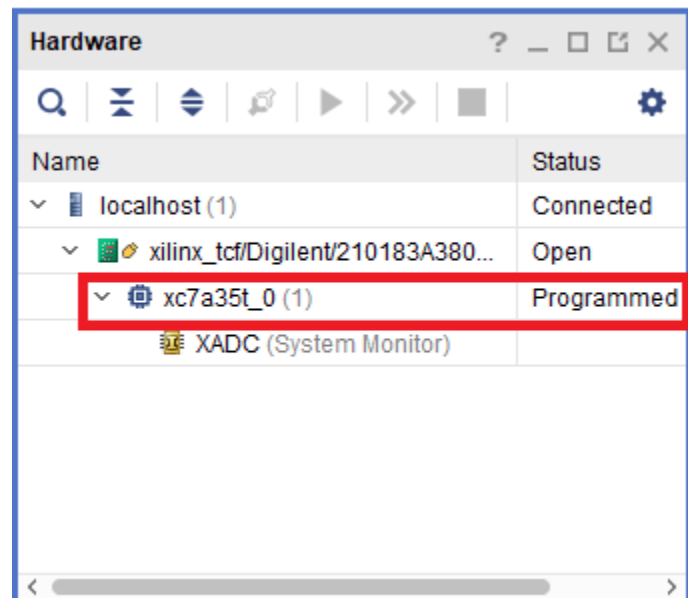 Hardware
Name Status
localhost (1) Connected
xilinx_tcf/Digilent/210183A380... Open
xc7a35t_0 (1) Programmed
XADC (System Monitor)